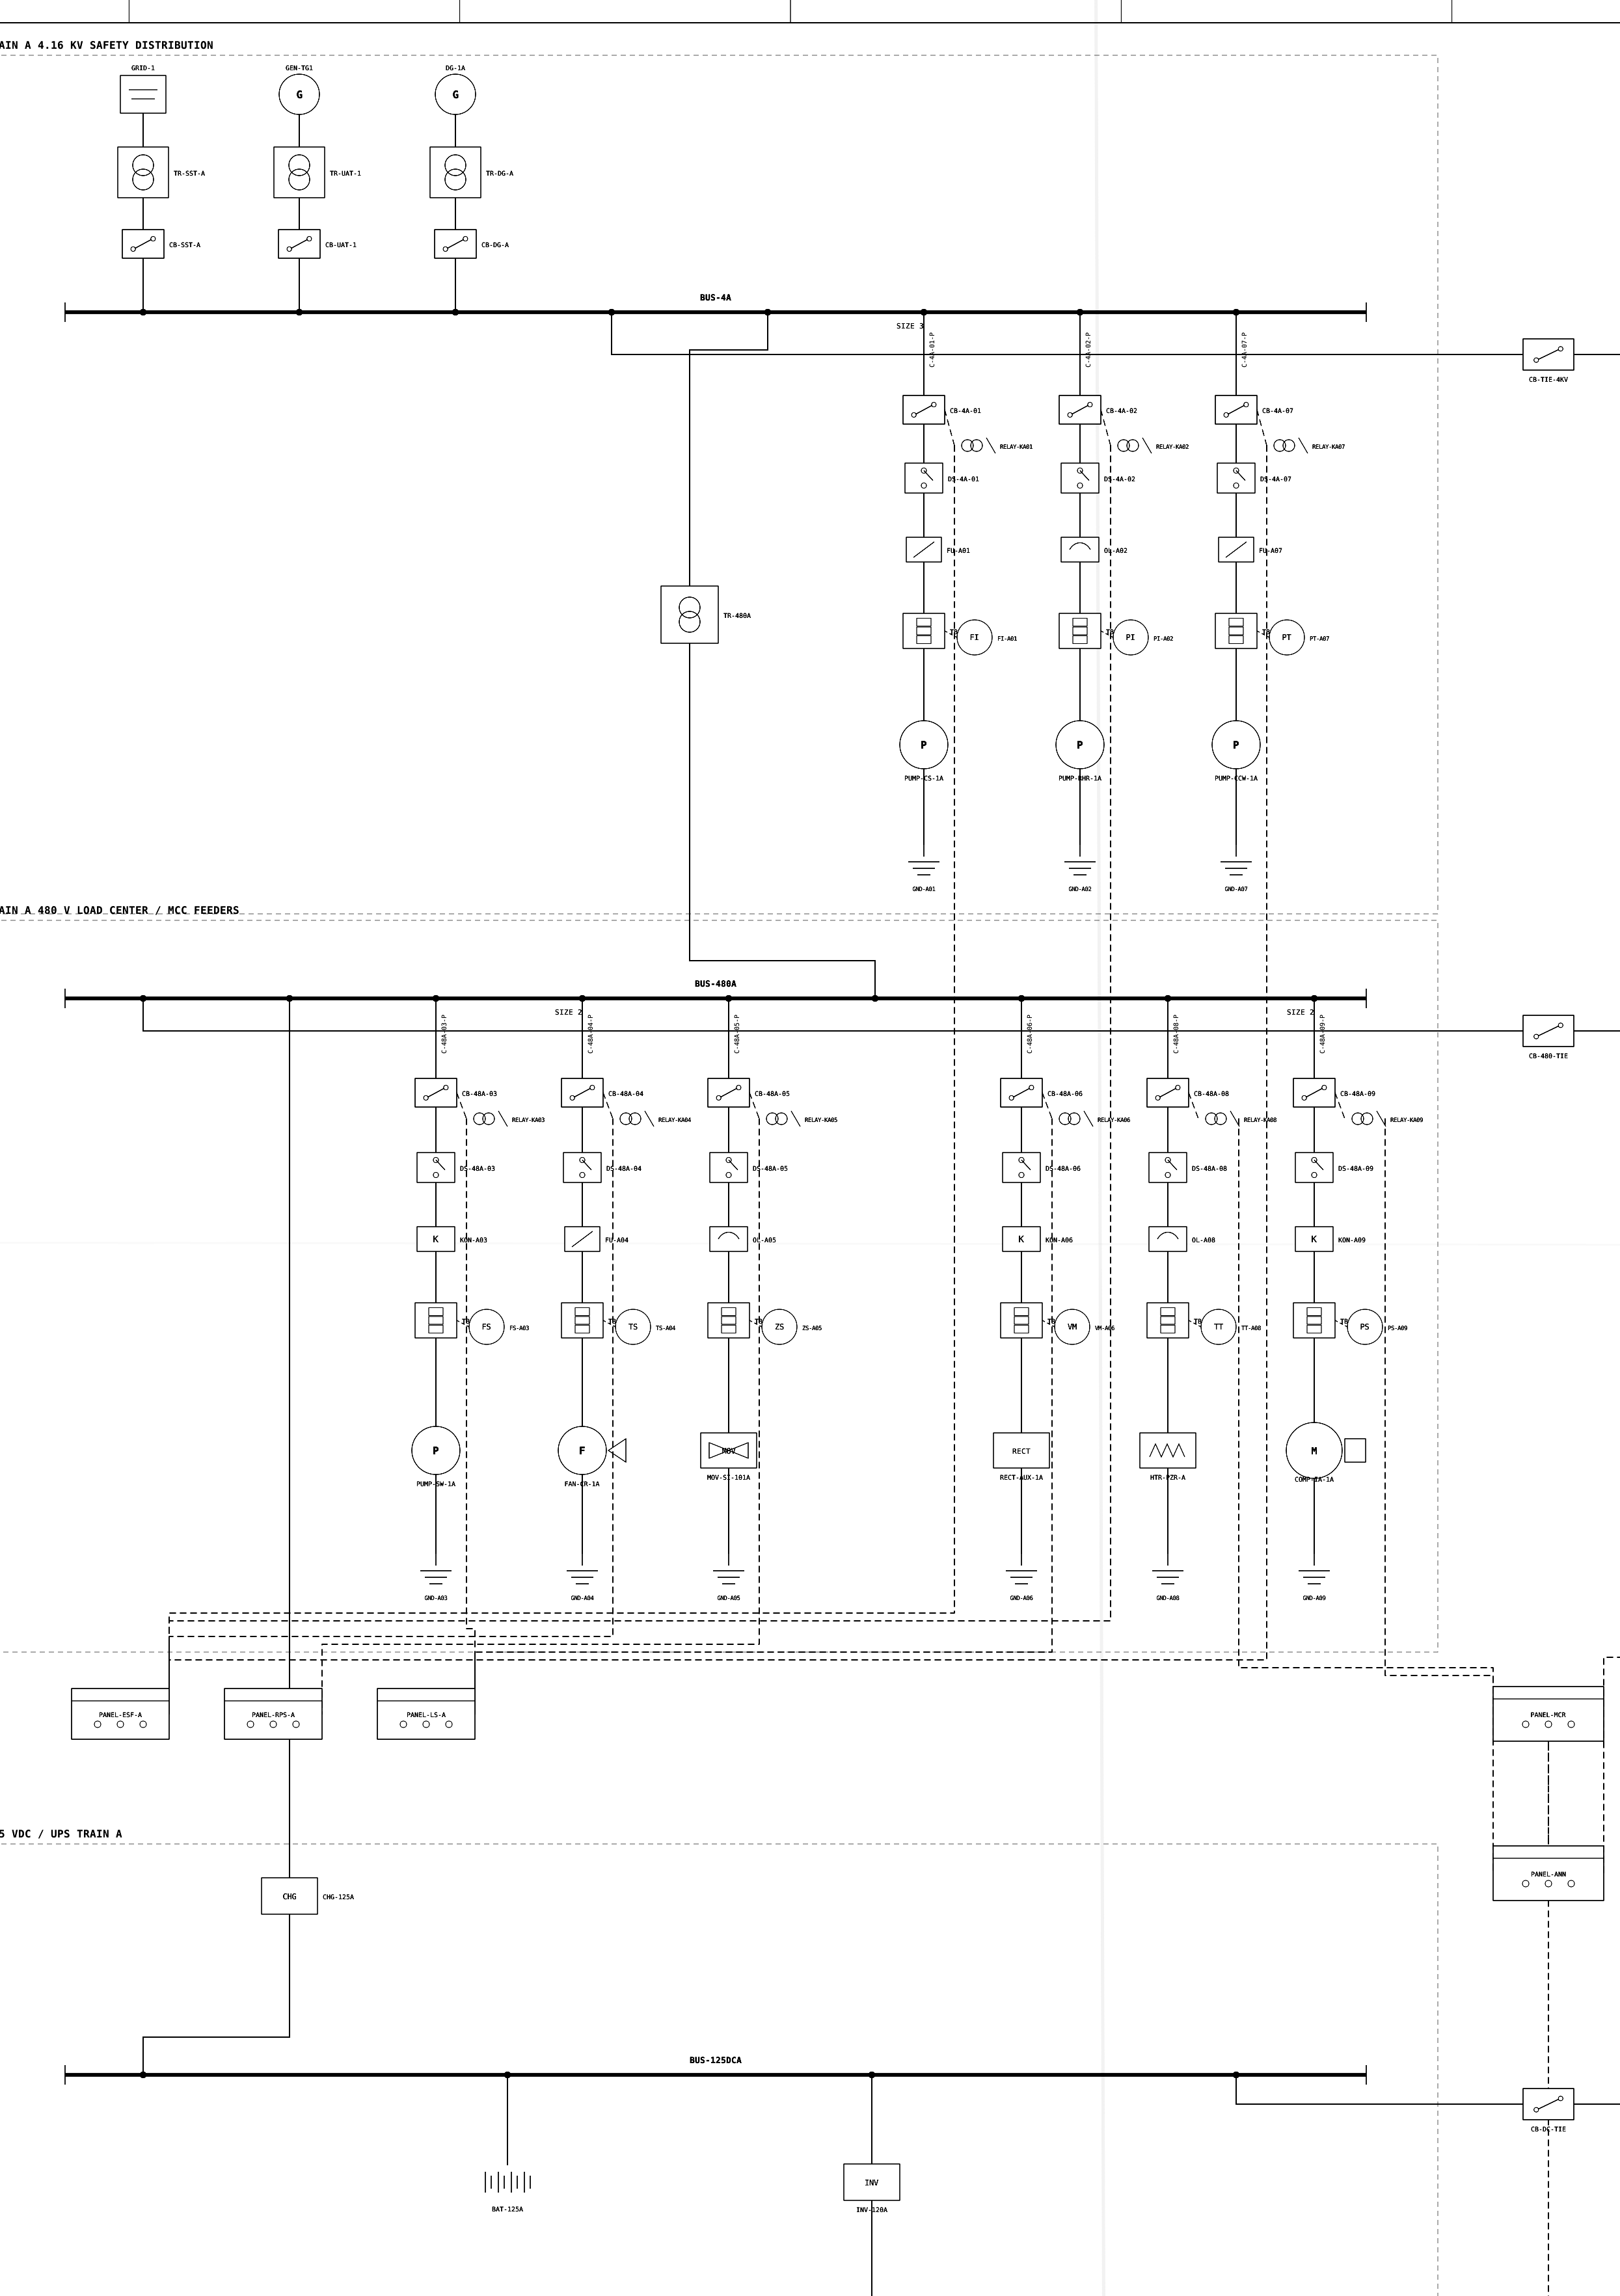 AIN A 4.16 KV SAFETY DISTRIBUTION
GRID-1
GEN-TG1
DG-1A
G
G
TR-SST-A
TR-UAT-1
TR-DG-A
CB-SST-A
CB-UAT-1
CB-DG-A
BUS-4A
SIZE 3
C-4A-01-P
C-4A-02-P
C-4A-07-P
CB-TIE-4KV
CB-4A-01
CB-4A-02
CB-4A-07
RELAY-KA01
RELAY-KA02
RELAY-KA07
DS-4A-01
DS-4A-02
DS-4A-07
FU-A01
OL-A02
FU-A07
TR-480A
TB
FI
FI-A01
TB
PI
PI-A02
TB
PT
PT-A07
P
P
P
PUMP-CS-1A
PUMP-RHR-1A
PUMP-CCW-1A
GND-A01
GND-A02
GND-A07
AIN A 480 V LOAD CENTER / MCC FEEDERS
BUS-480A
SIZE 2
SIZE 2
C-48A-03-P
C-48A-04-P
C-48A-05-P
C-48A-06-P
C-48A-08-P
C-48A-09-P
CB-480-TIE
CB-48A-03
CB-48A-04
CB-48A-05
CB-48A-06
CB-48A-08
CB-48A-09
RELAY-KA03
RELAY-KA04
RELAY-KA05
RELAY-KA06
RELAY-KA08
RELAY-KA09
DS-48A-03
DS-48A-04
DS-48A-05
DS-48A-06
DS-48A-08
DS-48A-09
K
KON-A03
FU-A04
OL-A05
K
KON-A06
OL-A08
K
KON-A09
TB
FS
FS-A03
TB
TS
TS-A04
TB
ZS
ZS-A05
TB
VM
VM-A06
TB
TT
TT-A08
TB
PS
PS-A09
P
F
MOV
RECT
M
PUMP-SW-1A
FAN-CR-1A
MOV-SI-101A
RECT-AUX-1A
HTR-PZR-A
COMP-IA-1A
GND-A03
GND-A04
GND-A05
GND-A06
GND-A08
GND-A09
PANEL-ESF-A
PANEL-RPS-A
PANEL-LS-A
PANEL-MCR
5 VDC / UPS TRAIN A
PANEL-ANN
CHG
CHG-125A
BUS-125DCA
CB-DC-TIE
INV
BAT-125A
INV-120A